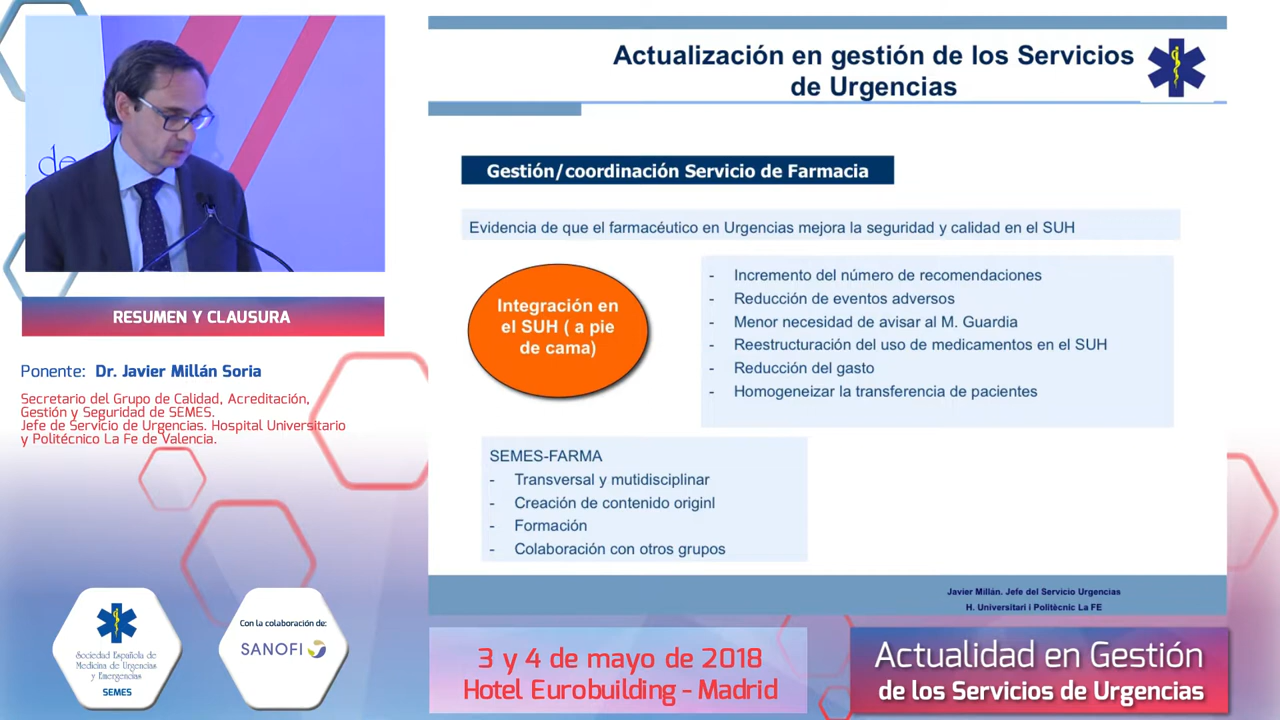 de
RESUMEN Y CLAUSURA
Ponente: Dr. Javier Millán Soria
Secretario del Grupo de Calidad, Acreditación,
Gestión y Seguridad de SEMES.
Jefe de Servicio de Urgencias. Hospital Universitario
y Politécnico La Fe de Valencia.
Sociedad Española de
Medicina de Urgencias
y Emergencias
SEMES
Con la colaboración de:
SANOFI
Actualización en gestión de los Servicios
de Urgencias
Gestión/coordinación Servicio de Farmacia
Evidencia de que el farmacéutico en Urgencias mejora la seguridad y calidad en el SUH
Integración en
el SUH ( a pie
de cama)
- Incremento del número de recomendaciones
- Reducción de eventos adversos
- Menor necesidad de avisar al M. Guardia
- Reestructuración del uso de medicamentos en el SUH
- Reducción del gasto
- Homogeneizar la transferencia de pacientes
SEMES-FARMA
- Transversal y mutidisciplinar
- Creación de contenido originl
- Formación
- Colaboración con otros grupos
Javier Millán. Jefe del Servicio Urgencias
H. Universitari i Politècnic La FE
3 y 4 de mayo de 2018
Hotel Eurobuilding - Madrid
Actualidad en Gestión
de los Servicios de Urgencias